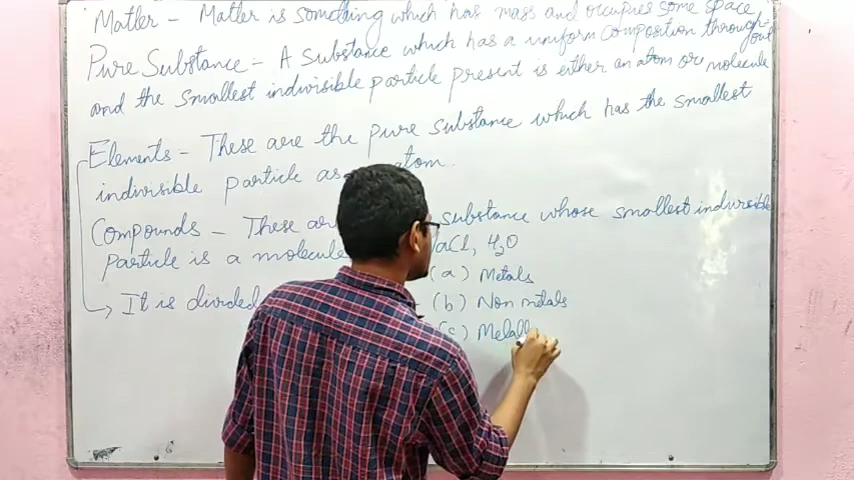 Matter - Matter is something which has mass and occupies some space
Pure Substance - A substance which has a uniform composition through-out
and the smallest indivisible particle present is either an atom or molecule
Elements - These are the pure substance which has the smallest
indivisible particle as atom.
Compounds - These are substance whose smallest indivisible
particle is a molecule aCl, H2O
(a) Metals
It is divided (b) Non metals
(c) Metall